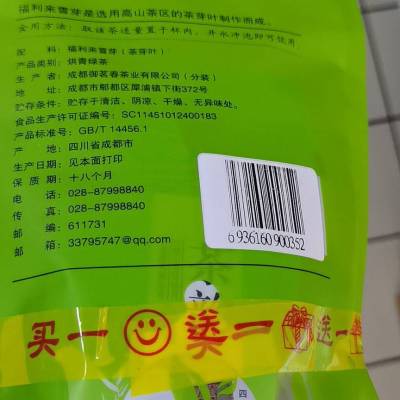 福利来雪芽是选用高山茶区的茶芽叶制作而成。
食用方法：取该茶适量置于杯内，开水冲泡即可饮用
配　　料：福利来雪芽（茶芽叶）
产品类别：烘青绿茶
生 产 者：成都御茗春茶业有限公司（分装）
地　　址：成都市郫都区犀浦镇下街372号
贮存条件：贮存于清洁、阴凉、干燥、无异味处。
食品生产许可证编号：SC11451012400183
产品标准号：GB/T 14456.1
产　　地：四川省成都市
生产日期：见本面打印
保 质 期：十八个月
电　　话：028-87998840
传　　真：028-87998840
邮　　编：611731
邮　　箱：33795747@qq.com
6 936160 900352
茶
买一送一
四